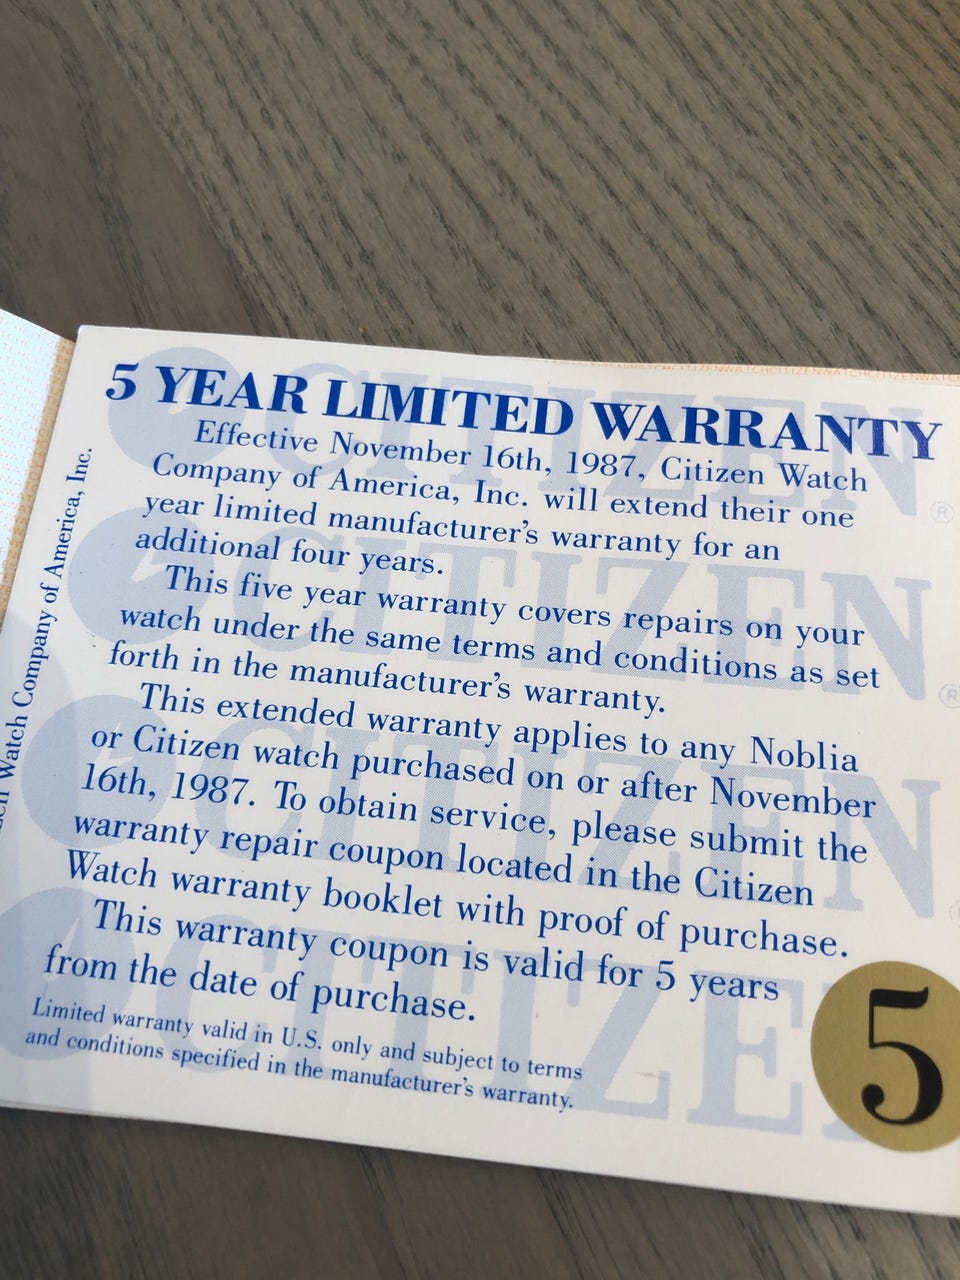 5 YEAR LIMITED WARRANTY
Effective November 16th, 1987, Citizen Watch
Company of America, Inc. will extend their one
year limited manufacturer's warranty for an
additional four years.
This five year warranty covers repairs on your
watch under the same terms and conditions as set
forth in the manufacturer's warranty.
This extended warranty applies to any Noblia
or Citizen watch purchased on or after November
16th, 1987. To obtain service, please submit the
warranty repair coupon located in the Citizen
Watch warranty booklet with proof of purchase.
This warranty coupon is valid for 5 years
from the date of purchase.
Limited warranty valid in U.S. only and subject to terms
and conditions specified in the manufacturer's warranty.
5
Watch Company of America, Inc.
CITIZEN ®
CITIZEN ®
CITIZEN
CITIZE